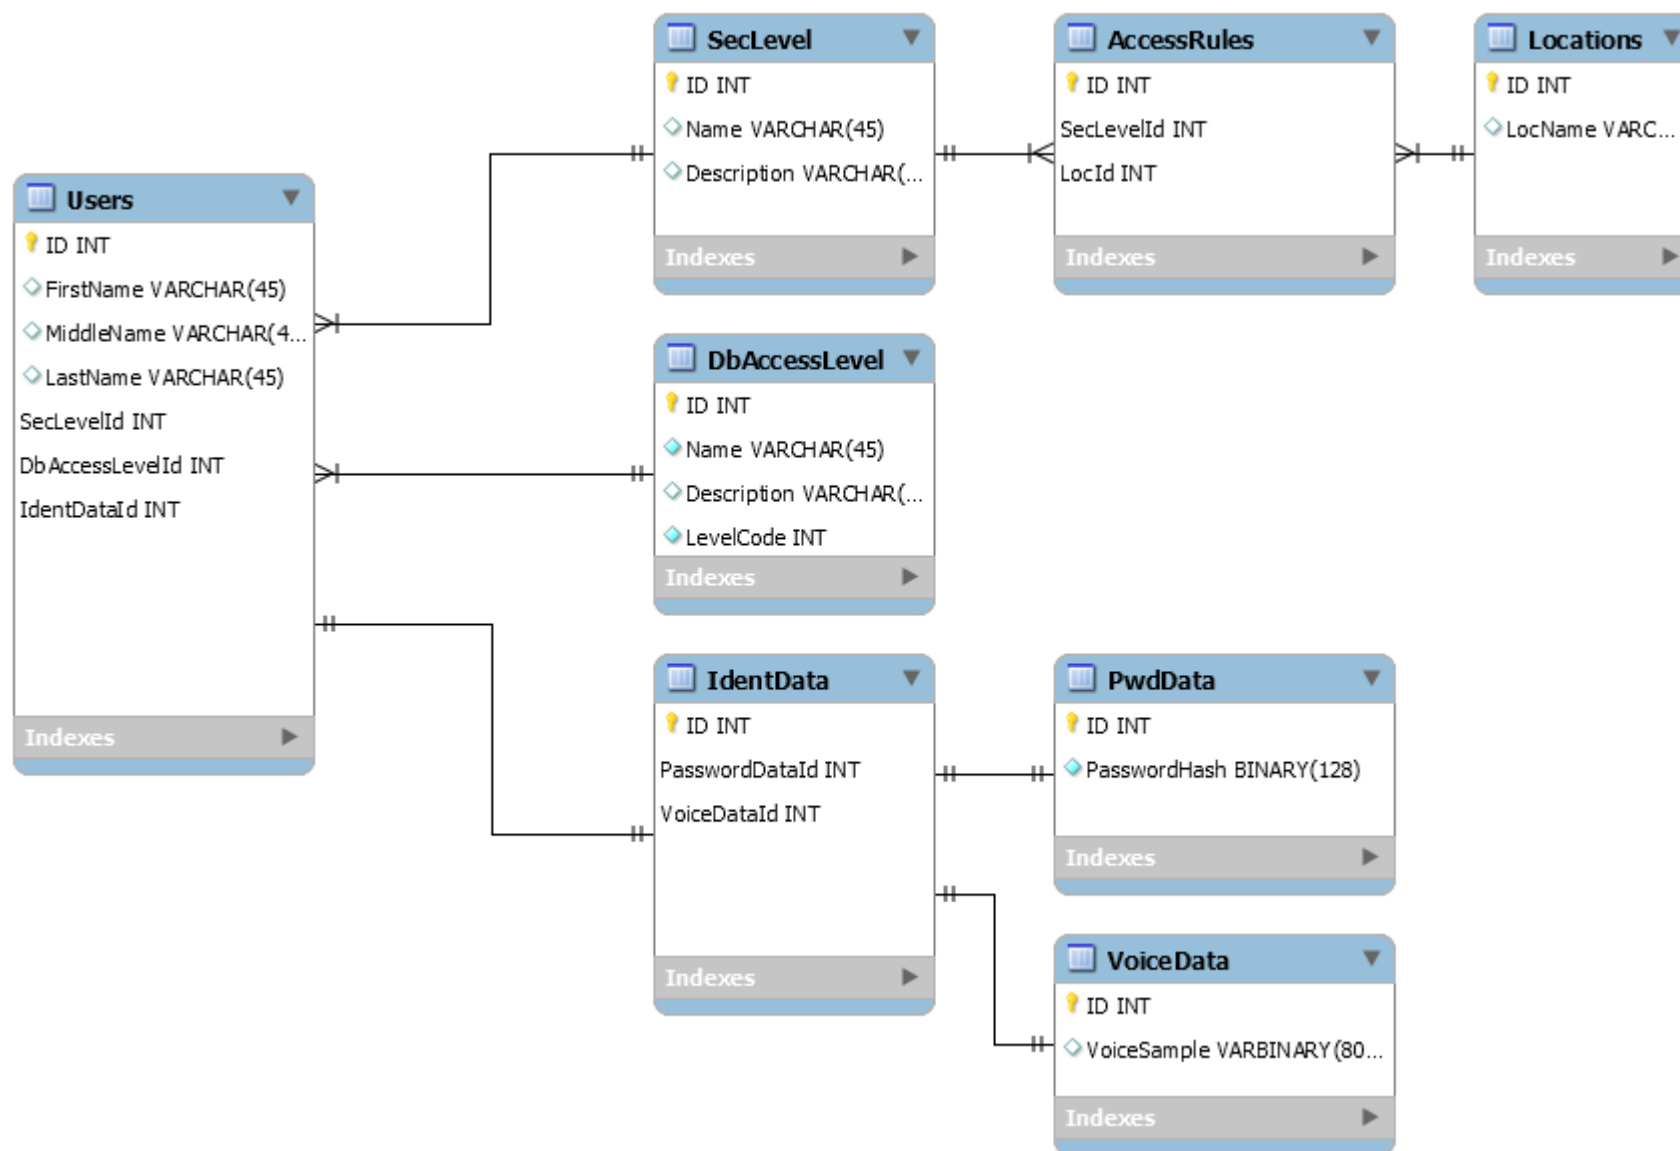 Users
ID INT
FirstName VARCHAR(45)
MiddleName VARCHAR(4...
LastName VARCHAR(45)
SecLevelId INT
DbAccessLevelId INT
IdentDataId INT
Indexes
SecLevel
ID INT
Name VARCHAR(45)
Description VARCHAR(...
Indexes
AccessRules
ID INT
SecLevelId INT
LocId INT
Indexes
Locations
ID INT
LocName VARC...
Indexes
DbAccessLevel
ID INT
Name VARCHAR(45)
Description VARCHAR(...
LevelCode INT
Indexes
IdentData
ID INT
PasswordDataId INT
VoiceDataId INT
Indexes
PwdData
ID INT
PasswordHash BINARY(128)
Indexes
VoiceData
ID INT
VoiceSample VARBINARY(80...
Indexes